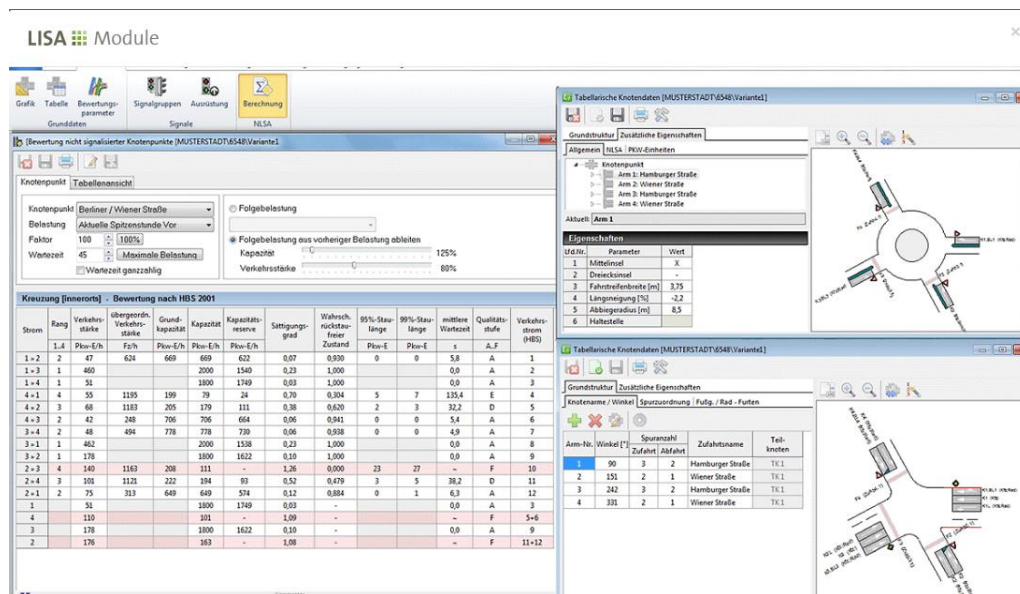 LISA Module
Grafik Tabelle Bewertungs-parameter Signalgruppen Ausrüstung Berechnung
Grunddaten Signale NLSA
[Bewertung nicht signalisierter Knotenpunkte [MUSTERSTADT\6548\Variante1
Knotenpunkt Tabellenansicht
Knotenpunkt Berliner / Wiener Straße
Belastung Aktuelle Spitzenstunde Vor
Faktor 100 100%
Wartezeit 45 Maximale Belastung
Wartezeit ganzzahlig
Folgebelastung
Folgebelastung aus vorheriger Belastung ableiten
Kapazität 125%
Verkehrsstärke 80%
Kreuzung [innerorts] - Bewertung nach HBS 2001
Strom Rang Verkehrs-stärke übergeordn. Verkehrs-stärke Grund-kapazität Kapazität Kapazitäts-reserve Sättigungs-grad Wahrsch. rückstau-freier Zustand 95%-Stau-länge 99%-Stau-länge mittlere Wartezeit Qualitäts-stufe Verkehrs-strom (HBS)
1..4 Pkw-E/h Fz/h Pkw-E/h Pkw-E/h Pkw-E/h Pkw-E Pkw-E s A..F
1 » 2 2 47 624 669 669 622 0,07 0,930 0 0 5,8 A 1
1 » 3 1 460 2000 1540 0,23 1,000 0,0 A 2
1 » 4 1 51 1800 1749 0,03 1,000 0,0 A 3
4 » 1 4 55 1195 199 79 24 0,70 0,304 5 7 135,4 E 4
4 » 2 3 68 1183 205 179 111 0,38 0,620 2 3 32,2 D 5
4 » 3 2 42 248 706 706 664 0,06 0,941 0 0 5,4 A 6
3 » 4 2 48 494 778 778 730 0,06 0,938 0 0 4,9 A 7
3 » 1 1 462 2000 1538 0,23 1,000 0,0 A 8
3 » 2 1 178 1800 1622 0,10 1,000 0,0 A 9
2 » 3 4 140 1163 208 111 - 1,26 0,000 23 27 ~ F 10
2 » 4 3 101 1121 222 194 93 0,52 0,479 3 5 38,2 D 11
2 » 1 2 75 313 649 649 574 0,12 0,884 0 1 6,3 A 12
1 51 1800 1749 0,03 - 0,0 A 3
4 110 101 - 1,09 - ~ F 5+6
3 178 1800 1622 0,10 - 0,0 A 9
2 176 163 - 1,08 - ~ F 11+12
Tabellarische Knotendaten [MUSTERSTADT\6548\Variante1]
Grundstruktur Zusätzliche Eigenschaften
Allgemein NLSA PKW-Einheiten
Knotenpunkt
Arm 1: Hamburger Straße
Arm 2: Wiener Straße
Arm 3: Hamburger Straße
Arm 4: Wiener Straße
Aktuell: Arm 1
Eigenschaften
Lfd.Nr. Parameter Wert
1 Mittelinsel X
2 Dreiecksinsel -
3 Fahrstreifenbreite [m] 3,75
4 Längsneigung [%] -2,2
5 Abbiegeradius [m] 8,5
6 Haltestelle
Tabellarische Knotendaten [MUSTERSTADT\6548\Variante1]
Grundstruktur Zusätzliche Eigenschaften
Knotenname / Winkel Spurzuordnung Fußg. / Rad - Furten
Arm-Nr. Winkel [°] Spuranzahl Zufahrtsname Teil-knoten
Zufahrt Abfahrt
1 90 3 2 Hamburger Straße TK1
2 151 2 1 Wiener Straße TK1
3 242 3 2 Hamburger Straße TK1
4 331 2 1 Wiener Straße TK1